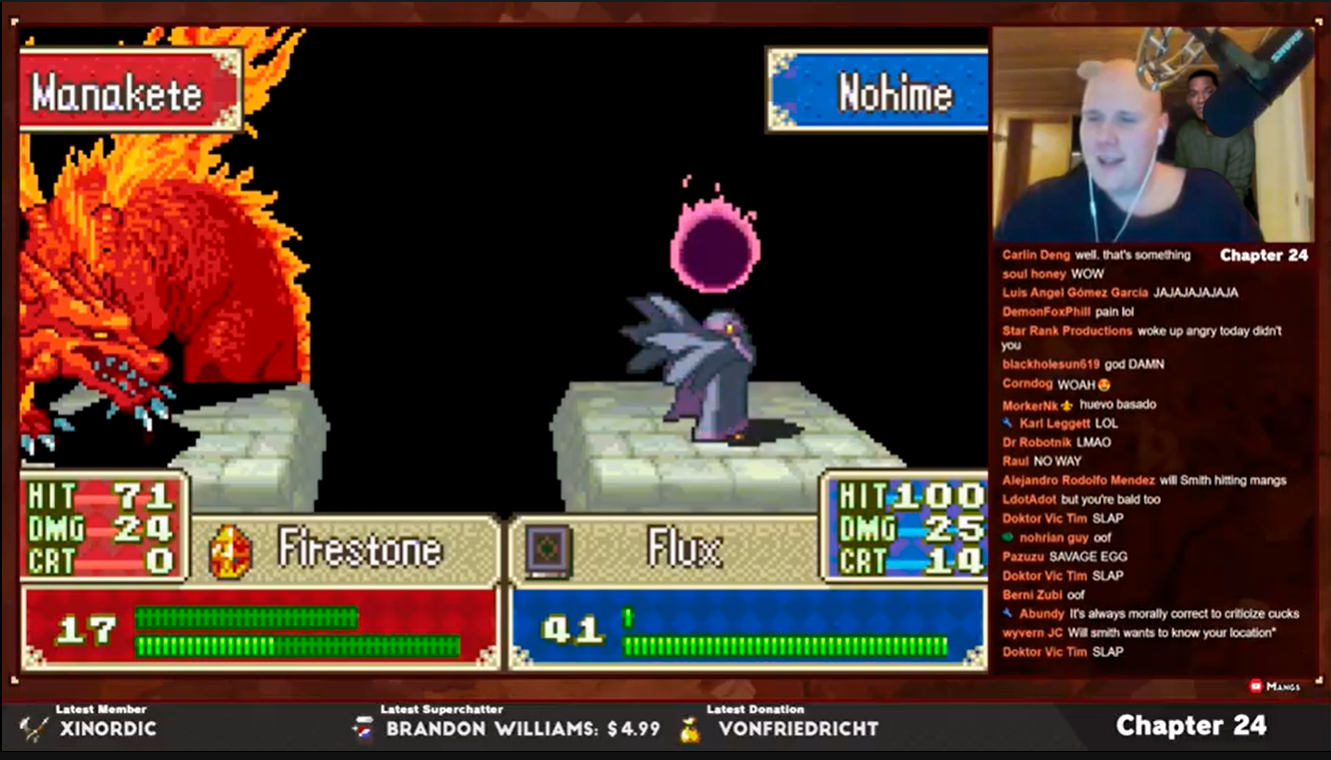 Manakete
Nohime
SHURE
Carlin Deng well. that's something
Chapter 24
soul honey WOW
Luis Angel Gómez Garcia JAJAJAJAJAJA
DemonFoxPhill pain lol
Star Rank Productions woke up angry today didn't
you
blackholesun619 god DAMN
Corndog WOAH🤩
MorkerNk⚜️ huevo basado
Karl Leggett LOL
Dr Robotnik LMAO
Raul NO WAY
Alejandro Rodolfo Mendez will Smith hitting mangs
LdotAdot but you're bald too
Doktor Vic Tim SLAP
nohrian guy oof
Pazuzu SAVAGE EGG
Doktor Vic Tim SLAP
Berni Zubi oof
Abundy It's always morally correct to criticize cucks
wyvern JC Will smith wants to know your location"
Doktor Vic Tim SLAP
HIT 71
DMG 24
CRT 0
Firestone
Flux
HIT 100
DMG 25
CRT 14
17
41
MANGS
Latest Member
XINORDIC
Latest Superchatter
BRANDON WILLIAMS: $4.99
Latest Donation
VONFRIEDRICHT
Chapter 24